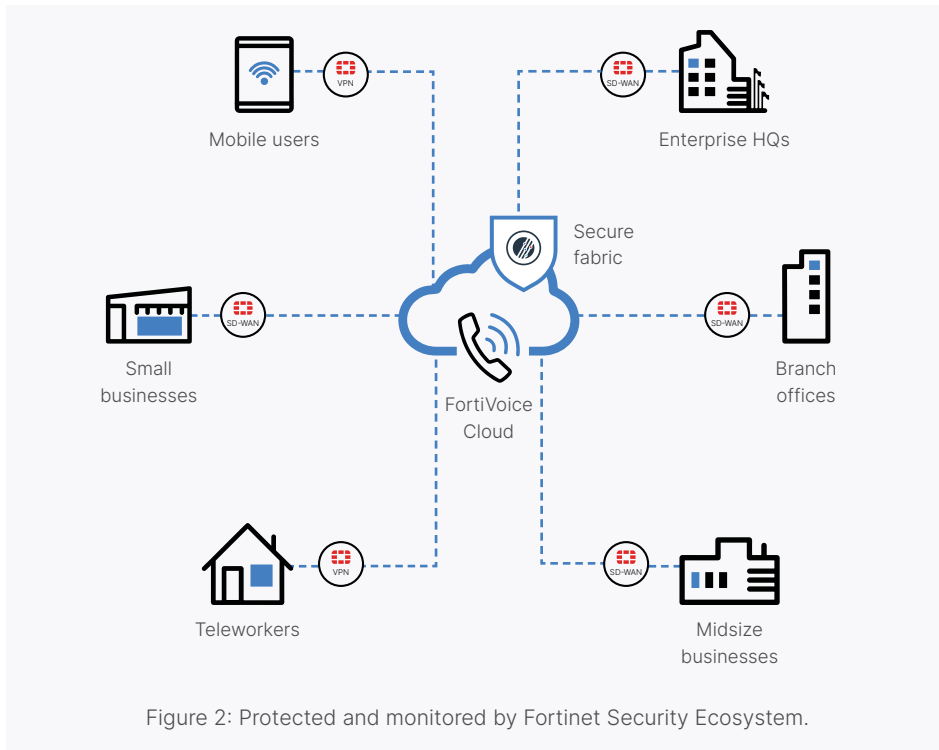 VPN
SD-WAN
Mobile users
Enterprise HQs
Secure
fabric
SD-WAN
SD-WAN
Small
businesses
Branch
offices
FortiVoice
Cloud
VPN
SD-WAN
Teleworkers
Midsize
businesses
Figure 2: Protected and monitored by Fortinet Security Ecosystem.